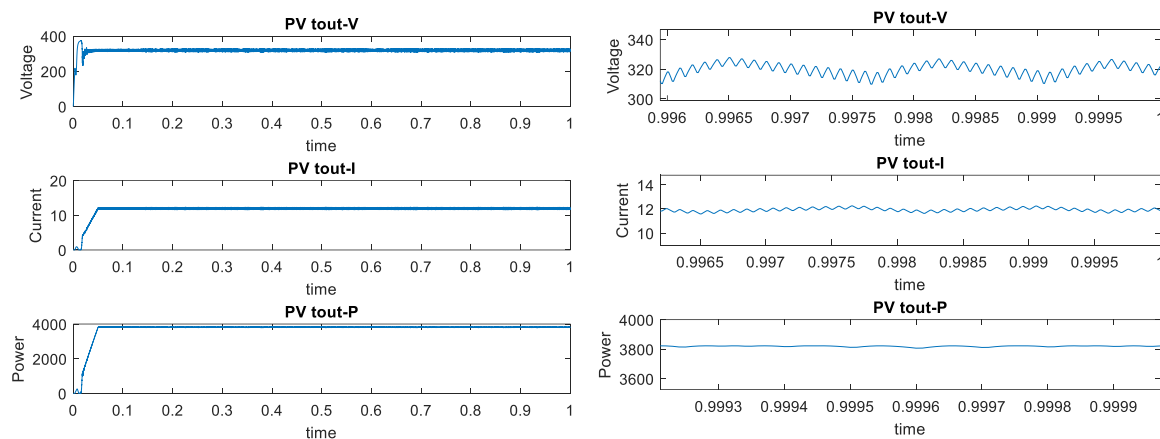 PV tout-V
Voltage
400
200
0
0 0.1 0.2 0.3 0.4 0.5 0.6 0.7 0.8 0.9 1
time
PV tout-I
Current
20
10
0
0 0.1 0.2 0.3 0.4 0.5 0.6 0.7 0.8 0.9 1
time
PV tout-P
Power
4000
2000
0
0 0.1 0.2 0.3 0.4 0.5 0.6 0.7 0.8 0.9 1
time
PV tout-V
Voltage
340
320
300
0.996 0.9965 0.997 0.9975 0.998 0.9985 0.999 0.9995
time
PV tout-I
Current
14
12
10
0.9965 0.997 0.9975 0.998 0.9985 0.999 0.9995
time
PV tout-P
Power
4000
3800
3600
0.9993 0.9994 0.9995 0.9996 0.9997 0.9998 0.9999
time